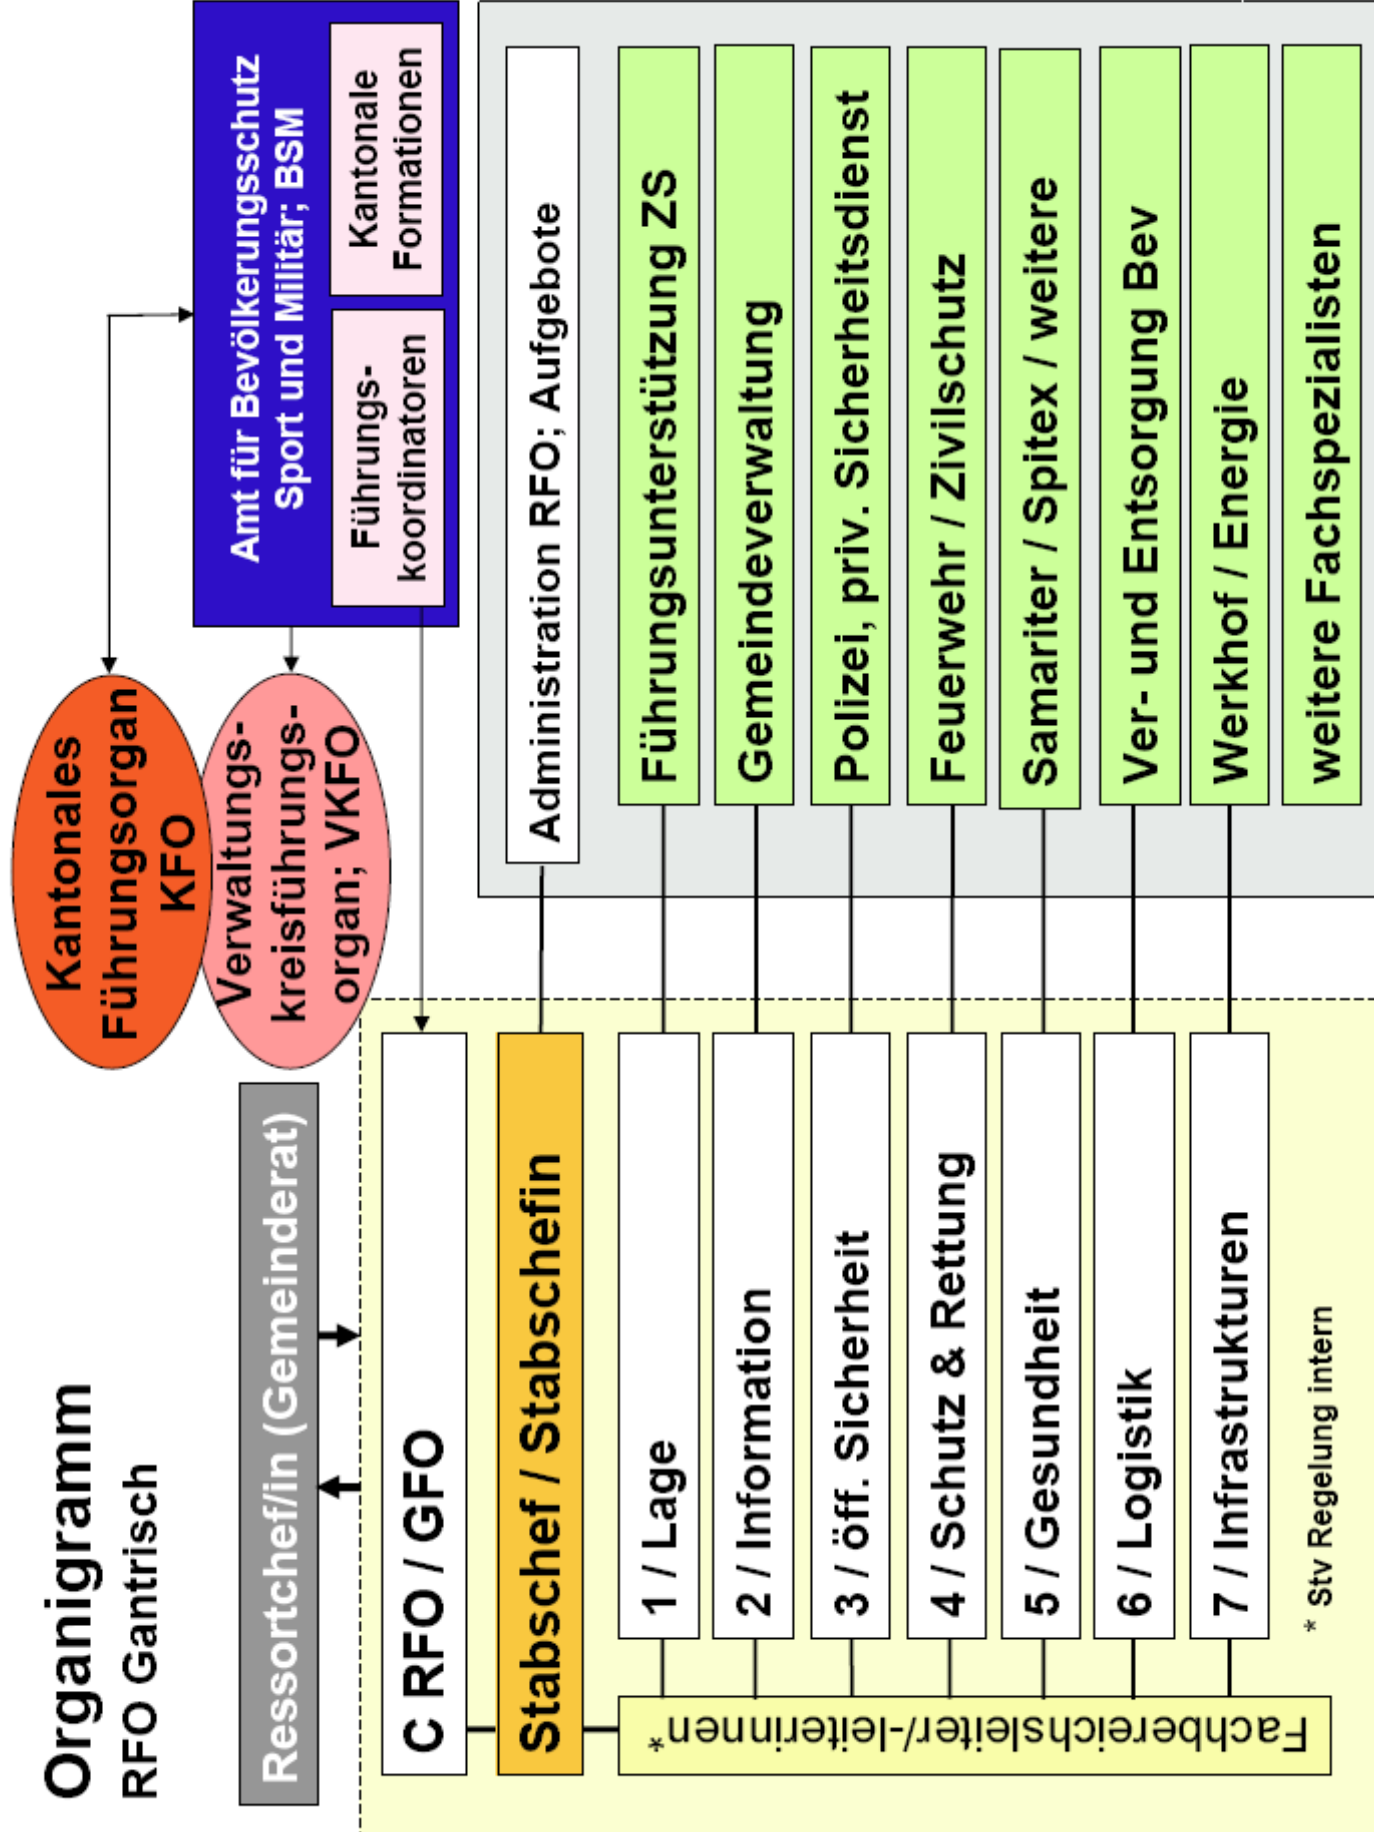 Organigramm
RFO Gantrisch
Kantonales
Führungsorgan
KFO
Verwaltungs-
kreisführungs-
organ; VKFO
Amt für Bevölkerungsschutz
Sport und Militär; BSM
Führungs-
koordinatoren
Kantonale
Formationen
Ressortchef/in (Gemeinderat)
C RFO / GFO
Stabschef / Stabschefin
Administration RFO; Aufgebote
Fachbereichsleiter/-leiterinnen*
1 / Lage
Führungsunterstützung ZS
2 / Information
Gemeindeverwaltung
3 / öff. Sicherheit
Polizei, priv. Sicherheitsdienst
4 / Schutz & Rettung
Feuerwehr / Zivilschutz
5 / Gesundheit
Samariter / Spitex / weitere
6 / Logistik
Ver- und Entsorgung Bev
7 / Infrastrukturen
Werkhof / Energie
weitere Fachspezialisten
* Stv Regelung intern